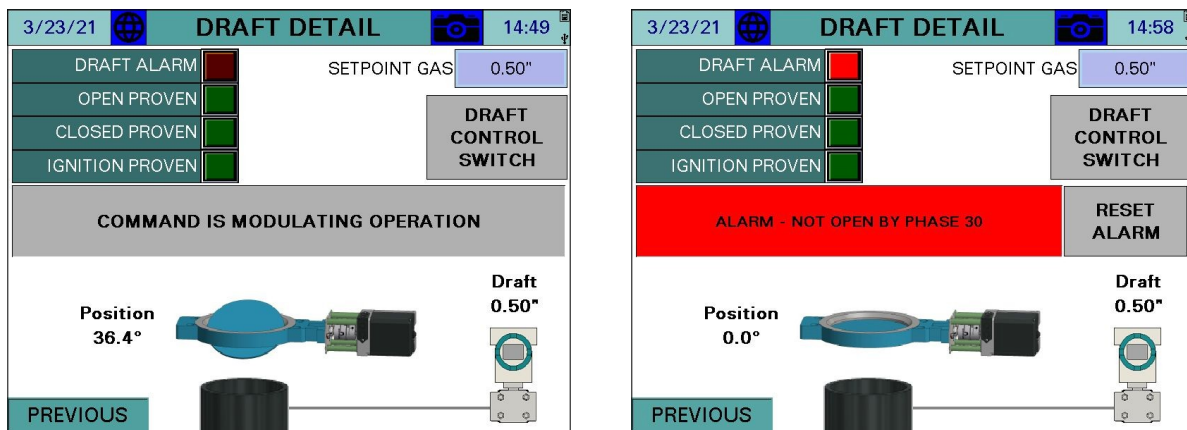 3/23/21 DRAFT DETAIL 14:49
DRAFT ALARM
SETPOINT GAS 0.50"
OPEN PROVEN
CLOSED PROVEN
IGNITION PROVEN
DRAFT
CONTROL
SWITCH
COMMAND IS MODULATING OPERATION
Position
36.4°
Draft
0.50"
PREVIOUS
3/23/21 DRAFT DETAIL 14:58
DRAFT ALARM
SETPOINT GAS 0.50"
OPEN PROVEN
CLOSED PROVEN
IGNITION PROVEN
DRAFT
CONTROL
SWITCH
ALARM - NOT OPEN BY PHASE 30
RESET
ALARM
Position
0.0°
Draft
0.50"
PREVIOUS